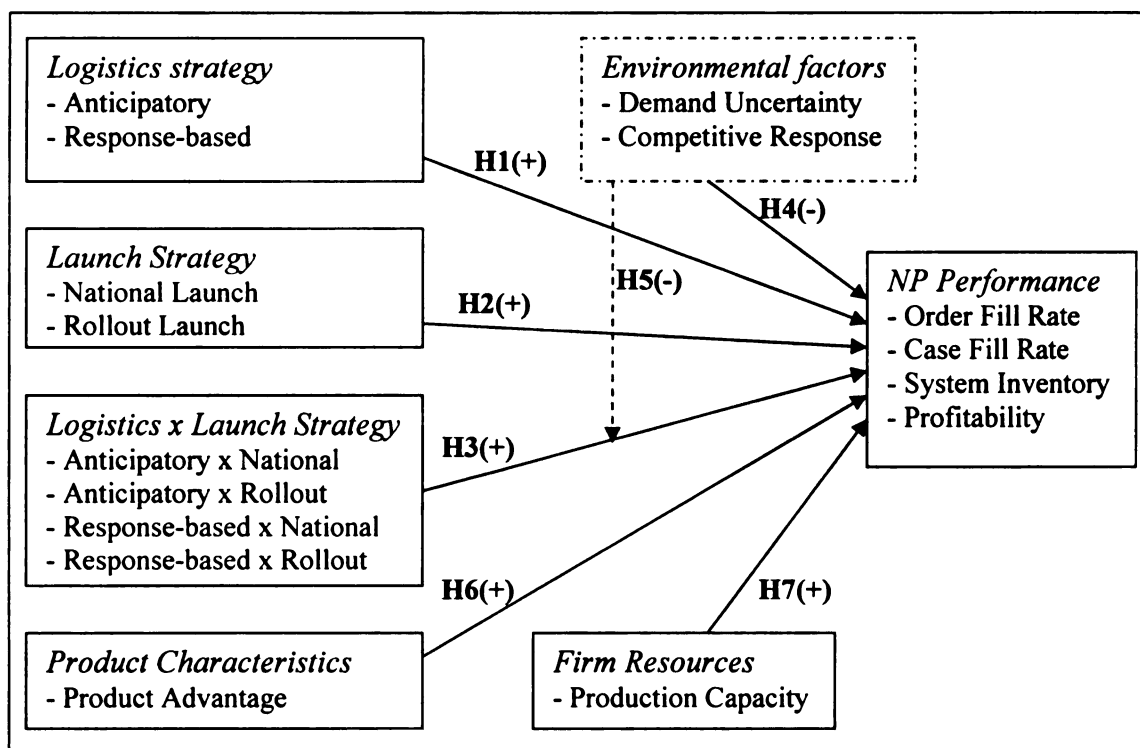 Logistics strategy
- Anticipatory
- Response-based
Environmental factors
- Demand Uncertainty
- Competitive Response
H1(+)
H4(-)
Launch Strategy
- National Launch
- Rollout Launch
H2(+)
H5(-)
NP Performance
- Order Fill Rate
- Case Fill Rate
- System Inventory
- Profitability
Logistics x Launch Strategy
- Anticipatory x National
- Anticipatory x Rollout
- Response-based x National
- Response-based x Rollout
H3(+)
H6(+)
H7(+)
Product Characteristics
- Product Advantage
Firm Resources
- Production Capacity